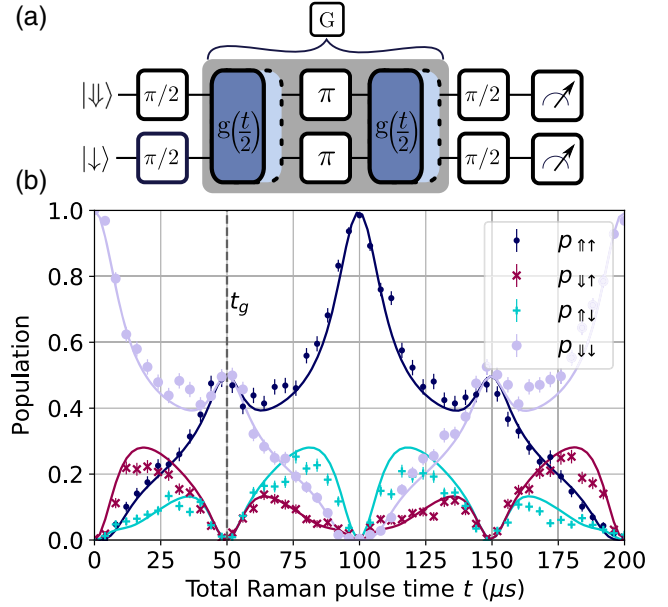 (a)
G
|⇓⟩ π/2 g(t/2) π g(t/2) π/2
|↓⟩ π/2 π π/2
(b)
1.0
0.8
0.6
0.4
0.2
0.0
Population
t_g
p⇑↑
p⇓↑
p⇑↓
p⇓↓
0 25 50 75 100 125 150 175 200
Total Raman pulse time t (μs)